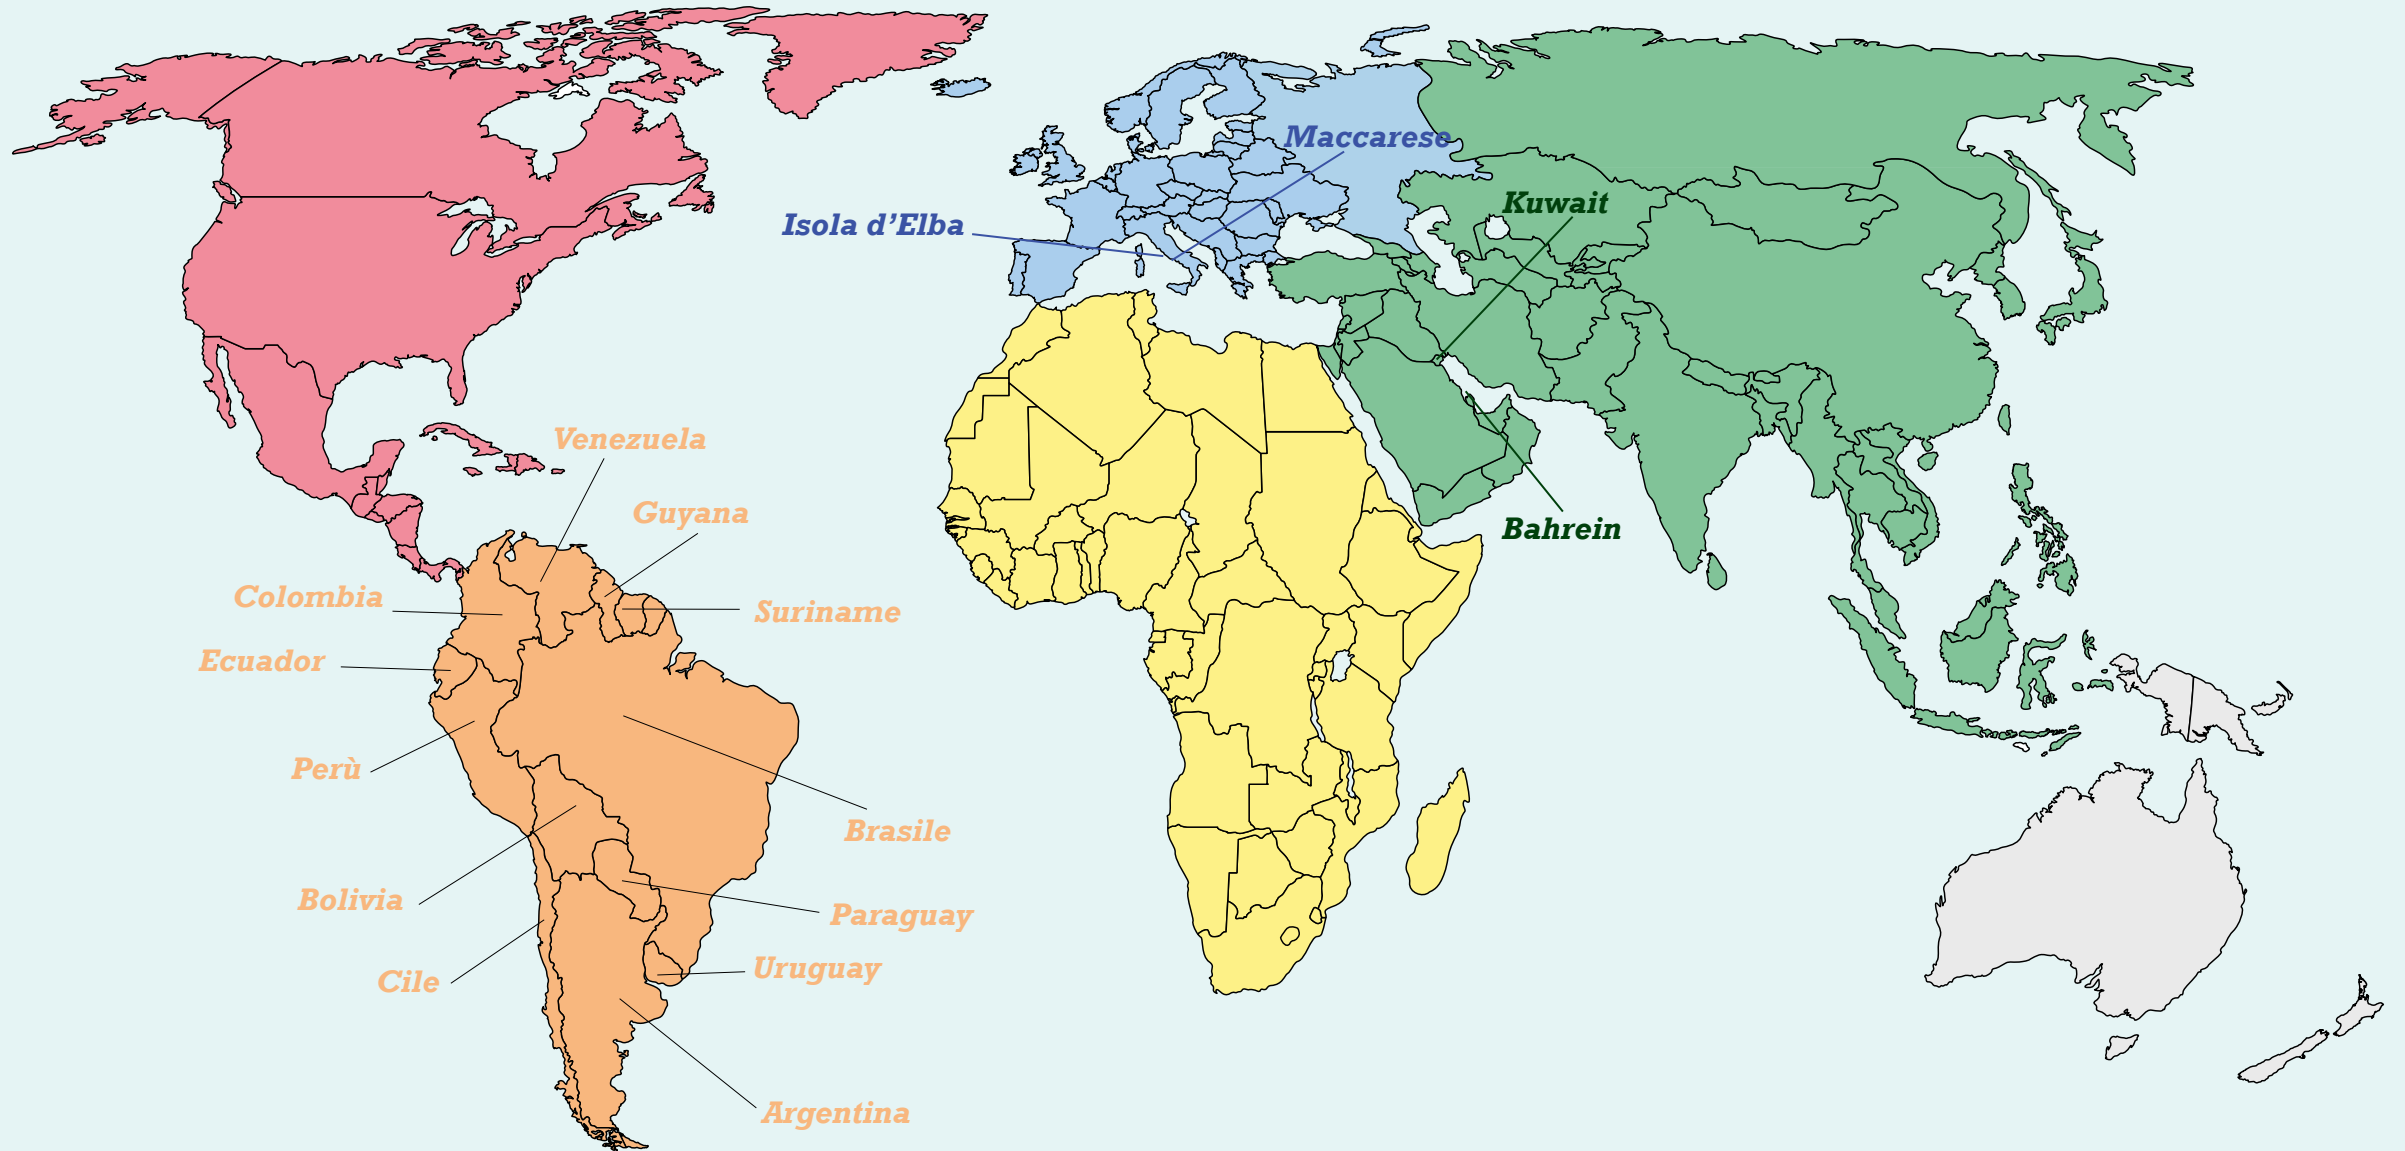 Maccarese
Isola d’Elba
Kuwait
Venezuela
Guyana
Bahrein
Colombia
Suriname
Ecuador
Perù
Brasile
Bolivia
Paraguay
Uruguay
Cile
Argentina